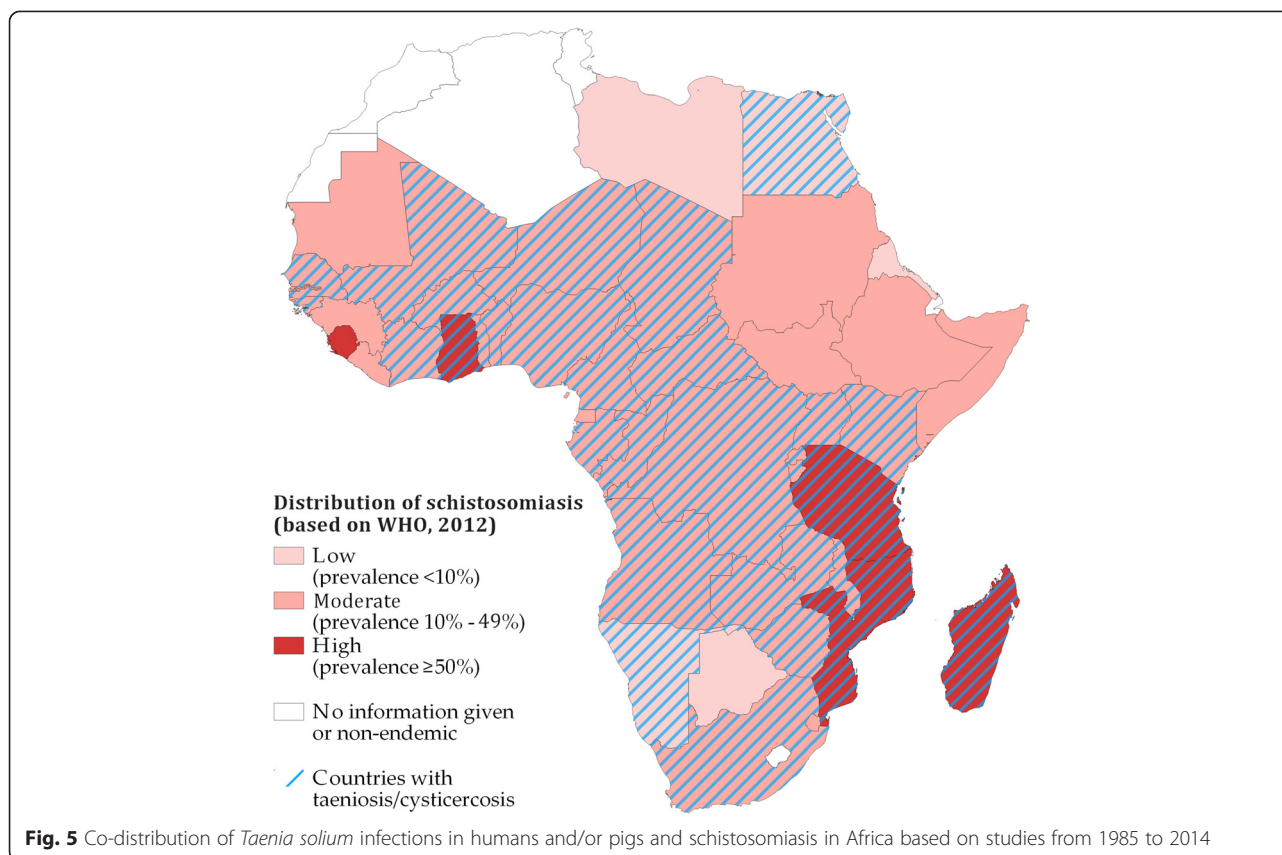 Distribution of schistosomiasis
(based on WHO, 2012)
Low
(prevalence <10%)
Moderate
(prevalence 10% - 49%)
High
(prevalence ≥50%)
No information given
or non-endemic
Countries with
taeniosis/cysticercosis
Fig. 5 Co-distribution of Taenia solium infections in humans and/or pigs and schistosomiasis in Africa based on studies from 1985 to 2014